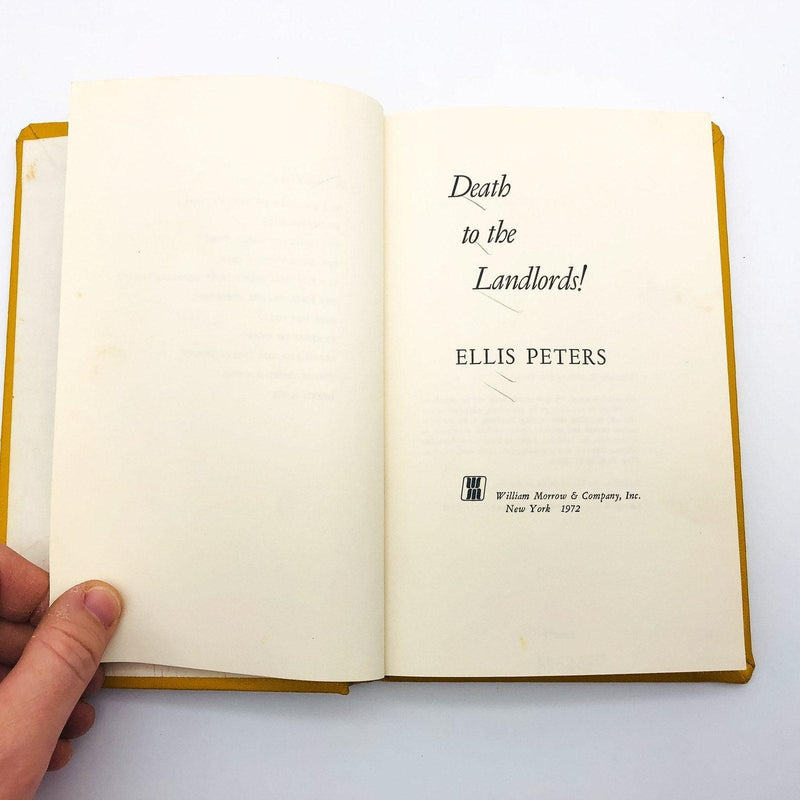 Death
to the
Landlords!
ELLIS PETERS
William Morrow & Company, Inc.
New York 1972